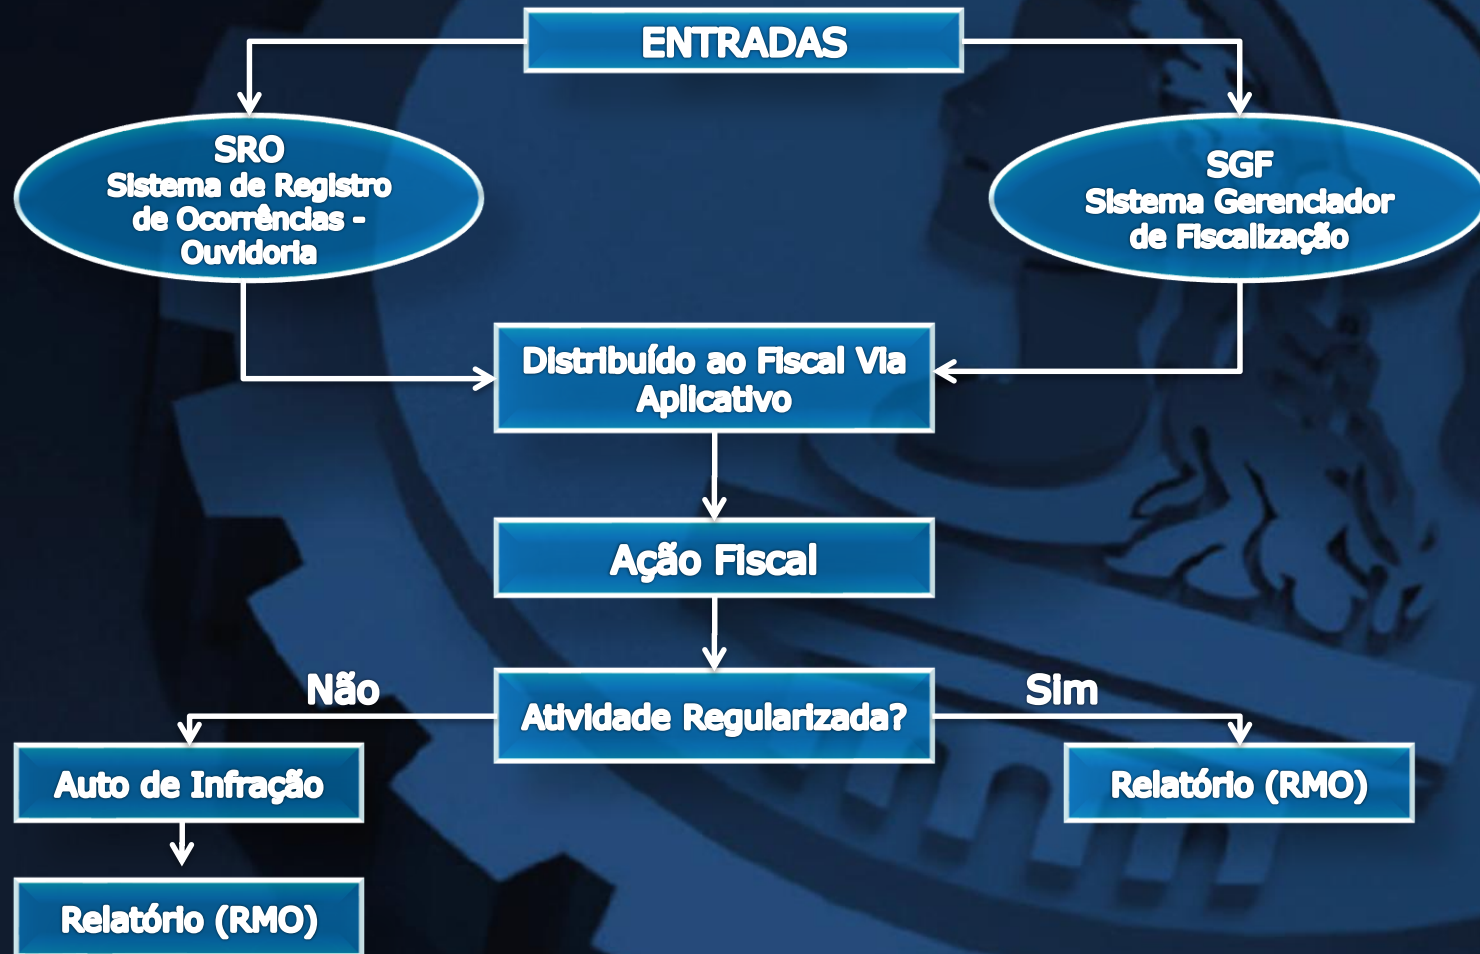 ENTRADAS
SRO
Sistema de Registro
de Ocorrências -
Ouvidoria
SGF
Sistema Gerenciador
de Fiscalização
Distribuído ao Fiscal Via
Aplicativo
Ação Fiscal
Não
Atividade Regularizada?
Sim
Auto de Infração
Relatório (RMO)
Relatório (RMO)